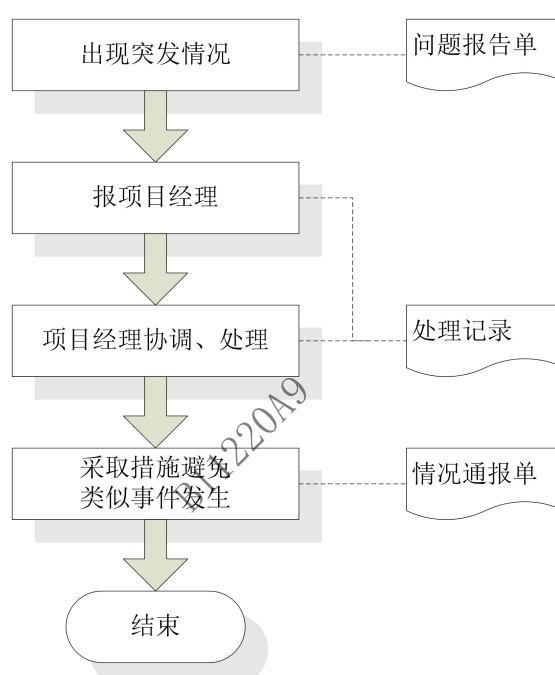 出现突发情况
问题报告单
报项目经理
项目经理协调、处理
处理记录
采取措施避免
类似事件发生
情况通报单
结束